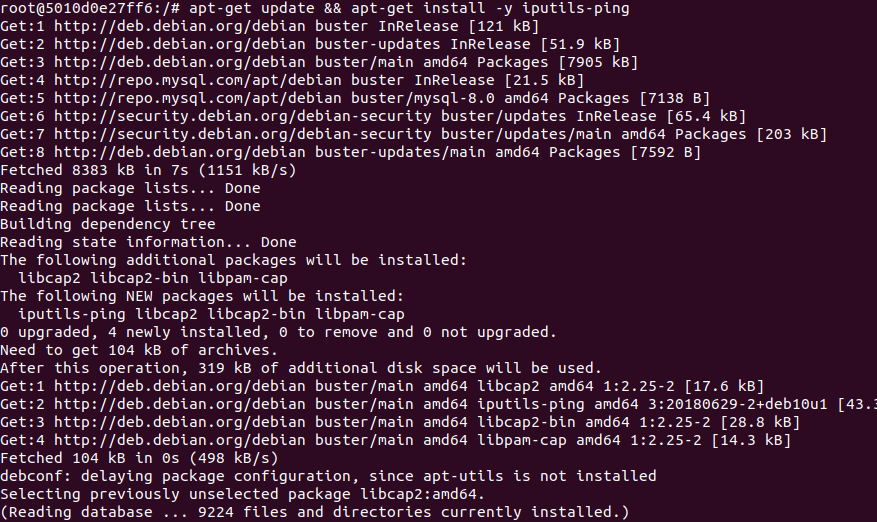 root@5010d0e27ff6:/# apt-get update && apt-get install -y iputils-ping
Get:1 http://deb.debian.org/debian buster InRelease [121 kB]
Get:2 http://deb.debian.org/debian buster-updates InRelease [51.9 kB]
Get:3 http://deb.debian.org/debian buster/main amd64 Packages [7905 kB]
Get:4 http://repo.mysql.com/apt/debian buster InRelease [21.5 kB]
Get:5 http://repo.mysql.com/apt/debian buster/mysql-8.0 amd64 Packages [7138 B]
Get:6 http://security.debian.org/debian-security buster/updates InRelease [65.4 kB]
Get:7 http://security.debian.org/debian-security buster/updates/main amd64 Packages [203 kB]
Get:8 http://deb.debian.org/debian buster-updates/main amd64 Packages [7592 B]
Fetched 8383 kB in 7s (1151 kB/s)
Reading package lists... Done
Reading package lists... Done
Building dependency tree
Reading state information... Done
The following additional packages will be installed:
  libcap2 libcap2-bin libpam-cap
The following NEW packages will be installed:
  iputils-ping libcap2 libcap2-bin libpam-cap
0 upgraded, 4 newly installed, 0 to remove and 0 not upgraded.
Need to get 104 kB of archives.
After this operation, 319 kB of additional disk space will be used.
Get:1 http://deb.debian.org/debian buster/main amd64 libcap2 amd64 1:2.25-2 [17.6 kB]
Get:2 http://deb.debian.org/debian buster/main amd64 iputils-ping amd64 3:20180629-2+deb10u1 [43.3
Get:3 http://deb.debian.org/debian buster/main amd64 libcap2-bin amd64 1:2.25-2 [28.8 kB]
Get:4 http://deb.debian.org/debian buster/main amd64 libpam-cap amd64 1:2.25-2 [14.3 kB]
Fetched 104 kB in 0s (498 kB/s)
debconf: delaying package configuration, since apt-utils is not installed
Selecting previously unselected package libcap2:amd64.
(Reading database ... 9224 files and directories currently installed.)